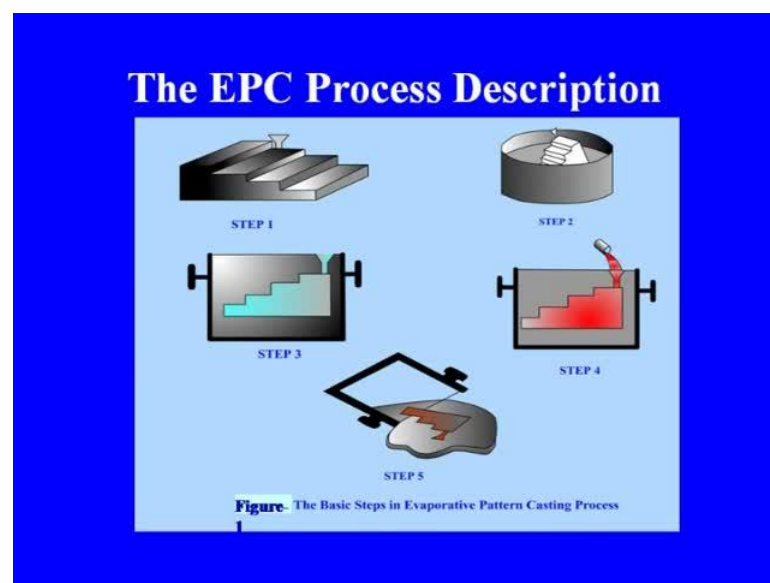 The EPC Process Description
STEP 1
STEP 2
STEP 3
STEP 4
STEP 5
Figure- The Basic Steps in Evaporative Pattern Casting Process
1